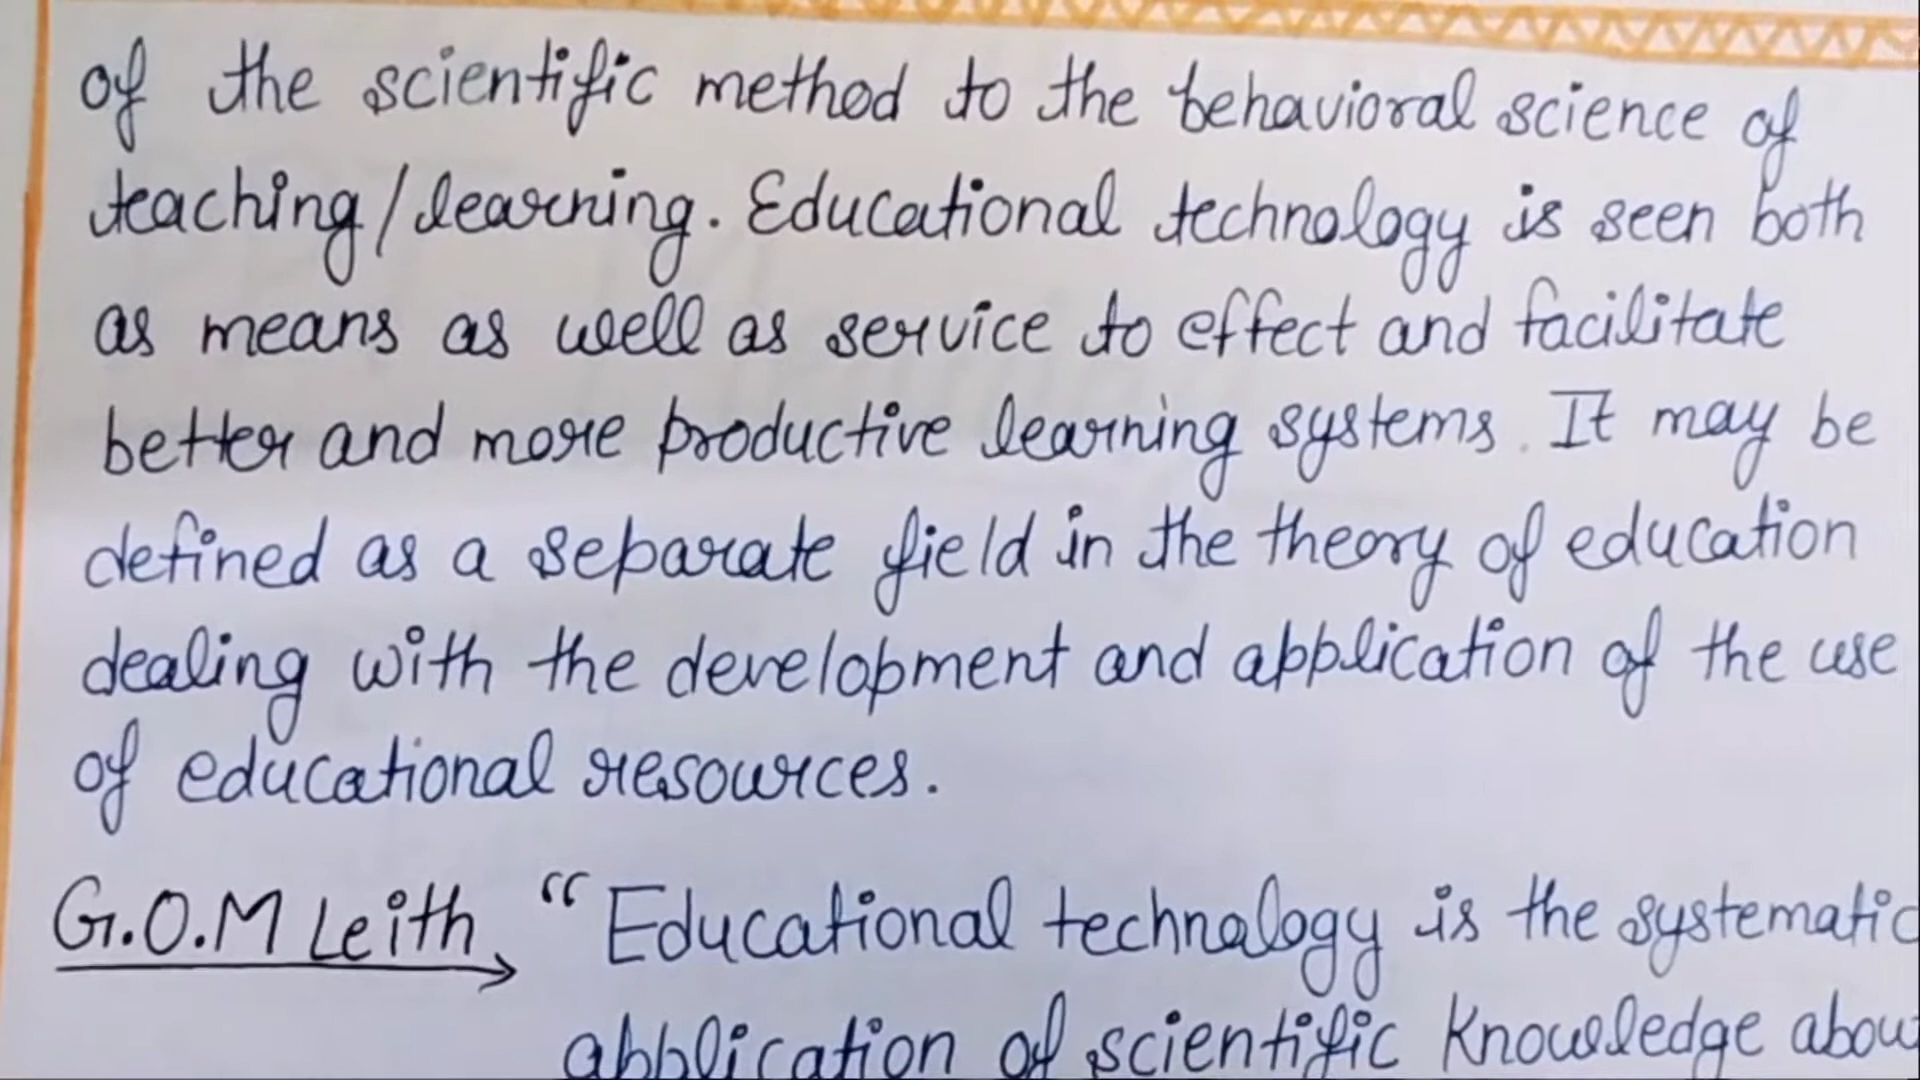 of the scientific method to the behavioral science of
teaching/learning. Educational technology is seen both
as means as well as service to effect and facilitate
better and more productive learning systems. It may be
defined as a separate field in the theory of education
dealing with the development and application of the use
of educational resources.
G.O.M Leith → “Educational technology is the systematic
application of scientific knowledge about